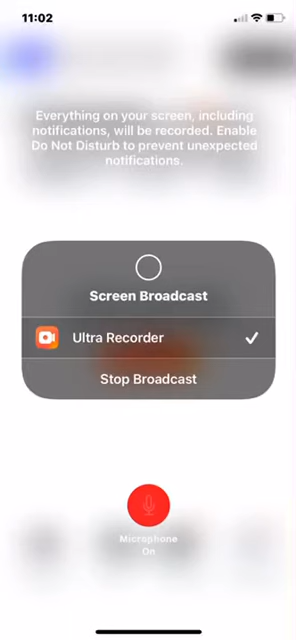 11:02
Everything on your screen, including
notifications, will be recorded. Enable
Do Not Disturb to prevent unexpected
notifications.
Screen Broadcast
Ultra Recorder
Stop Broadcast
Microphone
On